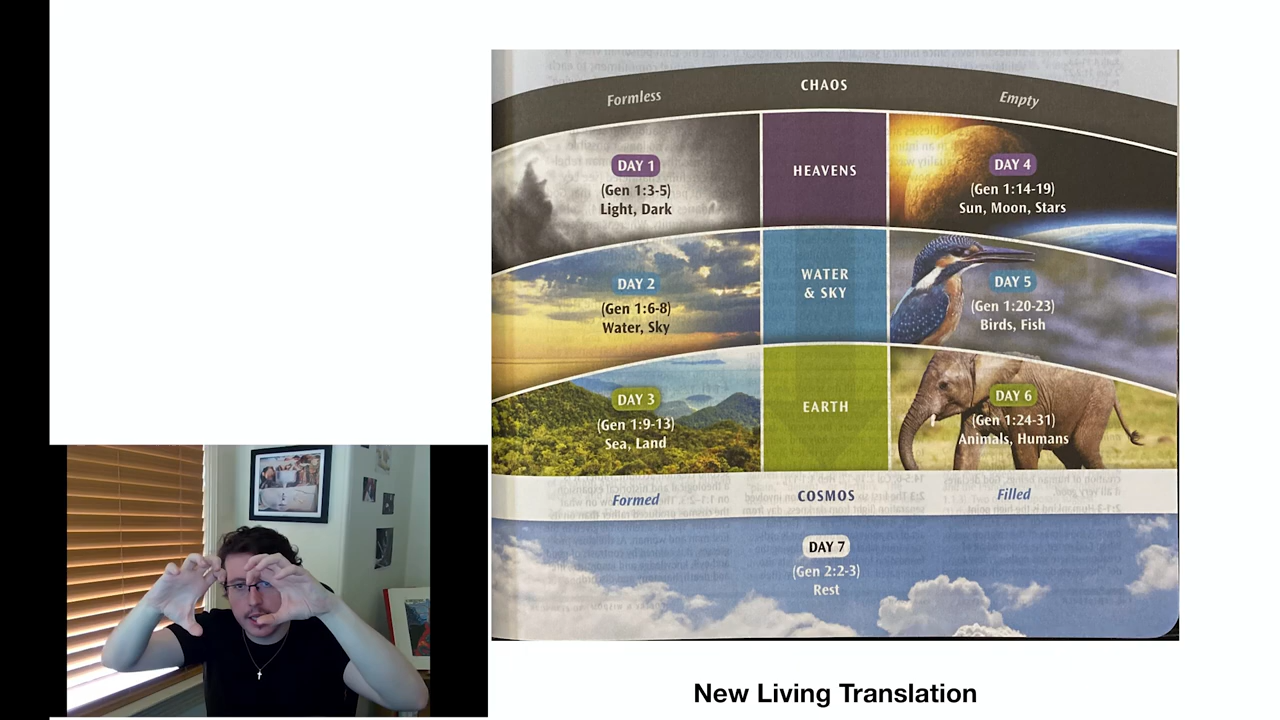 CHAOS
Formless
Empty
DAY 1
(Gen 1:3-5)
Light, Dark
HEAVENS
DAY 4
(Gen 1:14-19)
Sun, Moon, Stars
DAY 2
(Gen 1:6-8)
Water, Sky
WATER
& SKY
DAY 5
(Gen 1:20-23)
Birds, Fish
DAY 3
(Gen 1:9-13)
Sea, Land
EARTH
DAY 6
(Gen 1:24-31)
Animals, Humans
Formed
COSMOS
Filled
DAY 7
(Gen 2:2-3)
Rest
New Living Translation